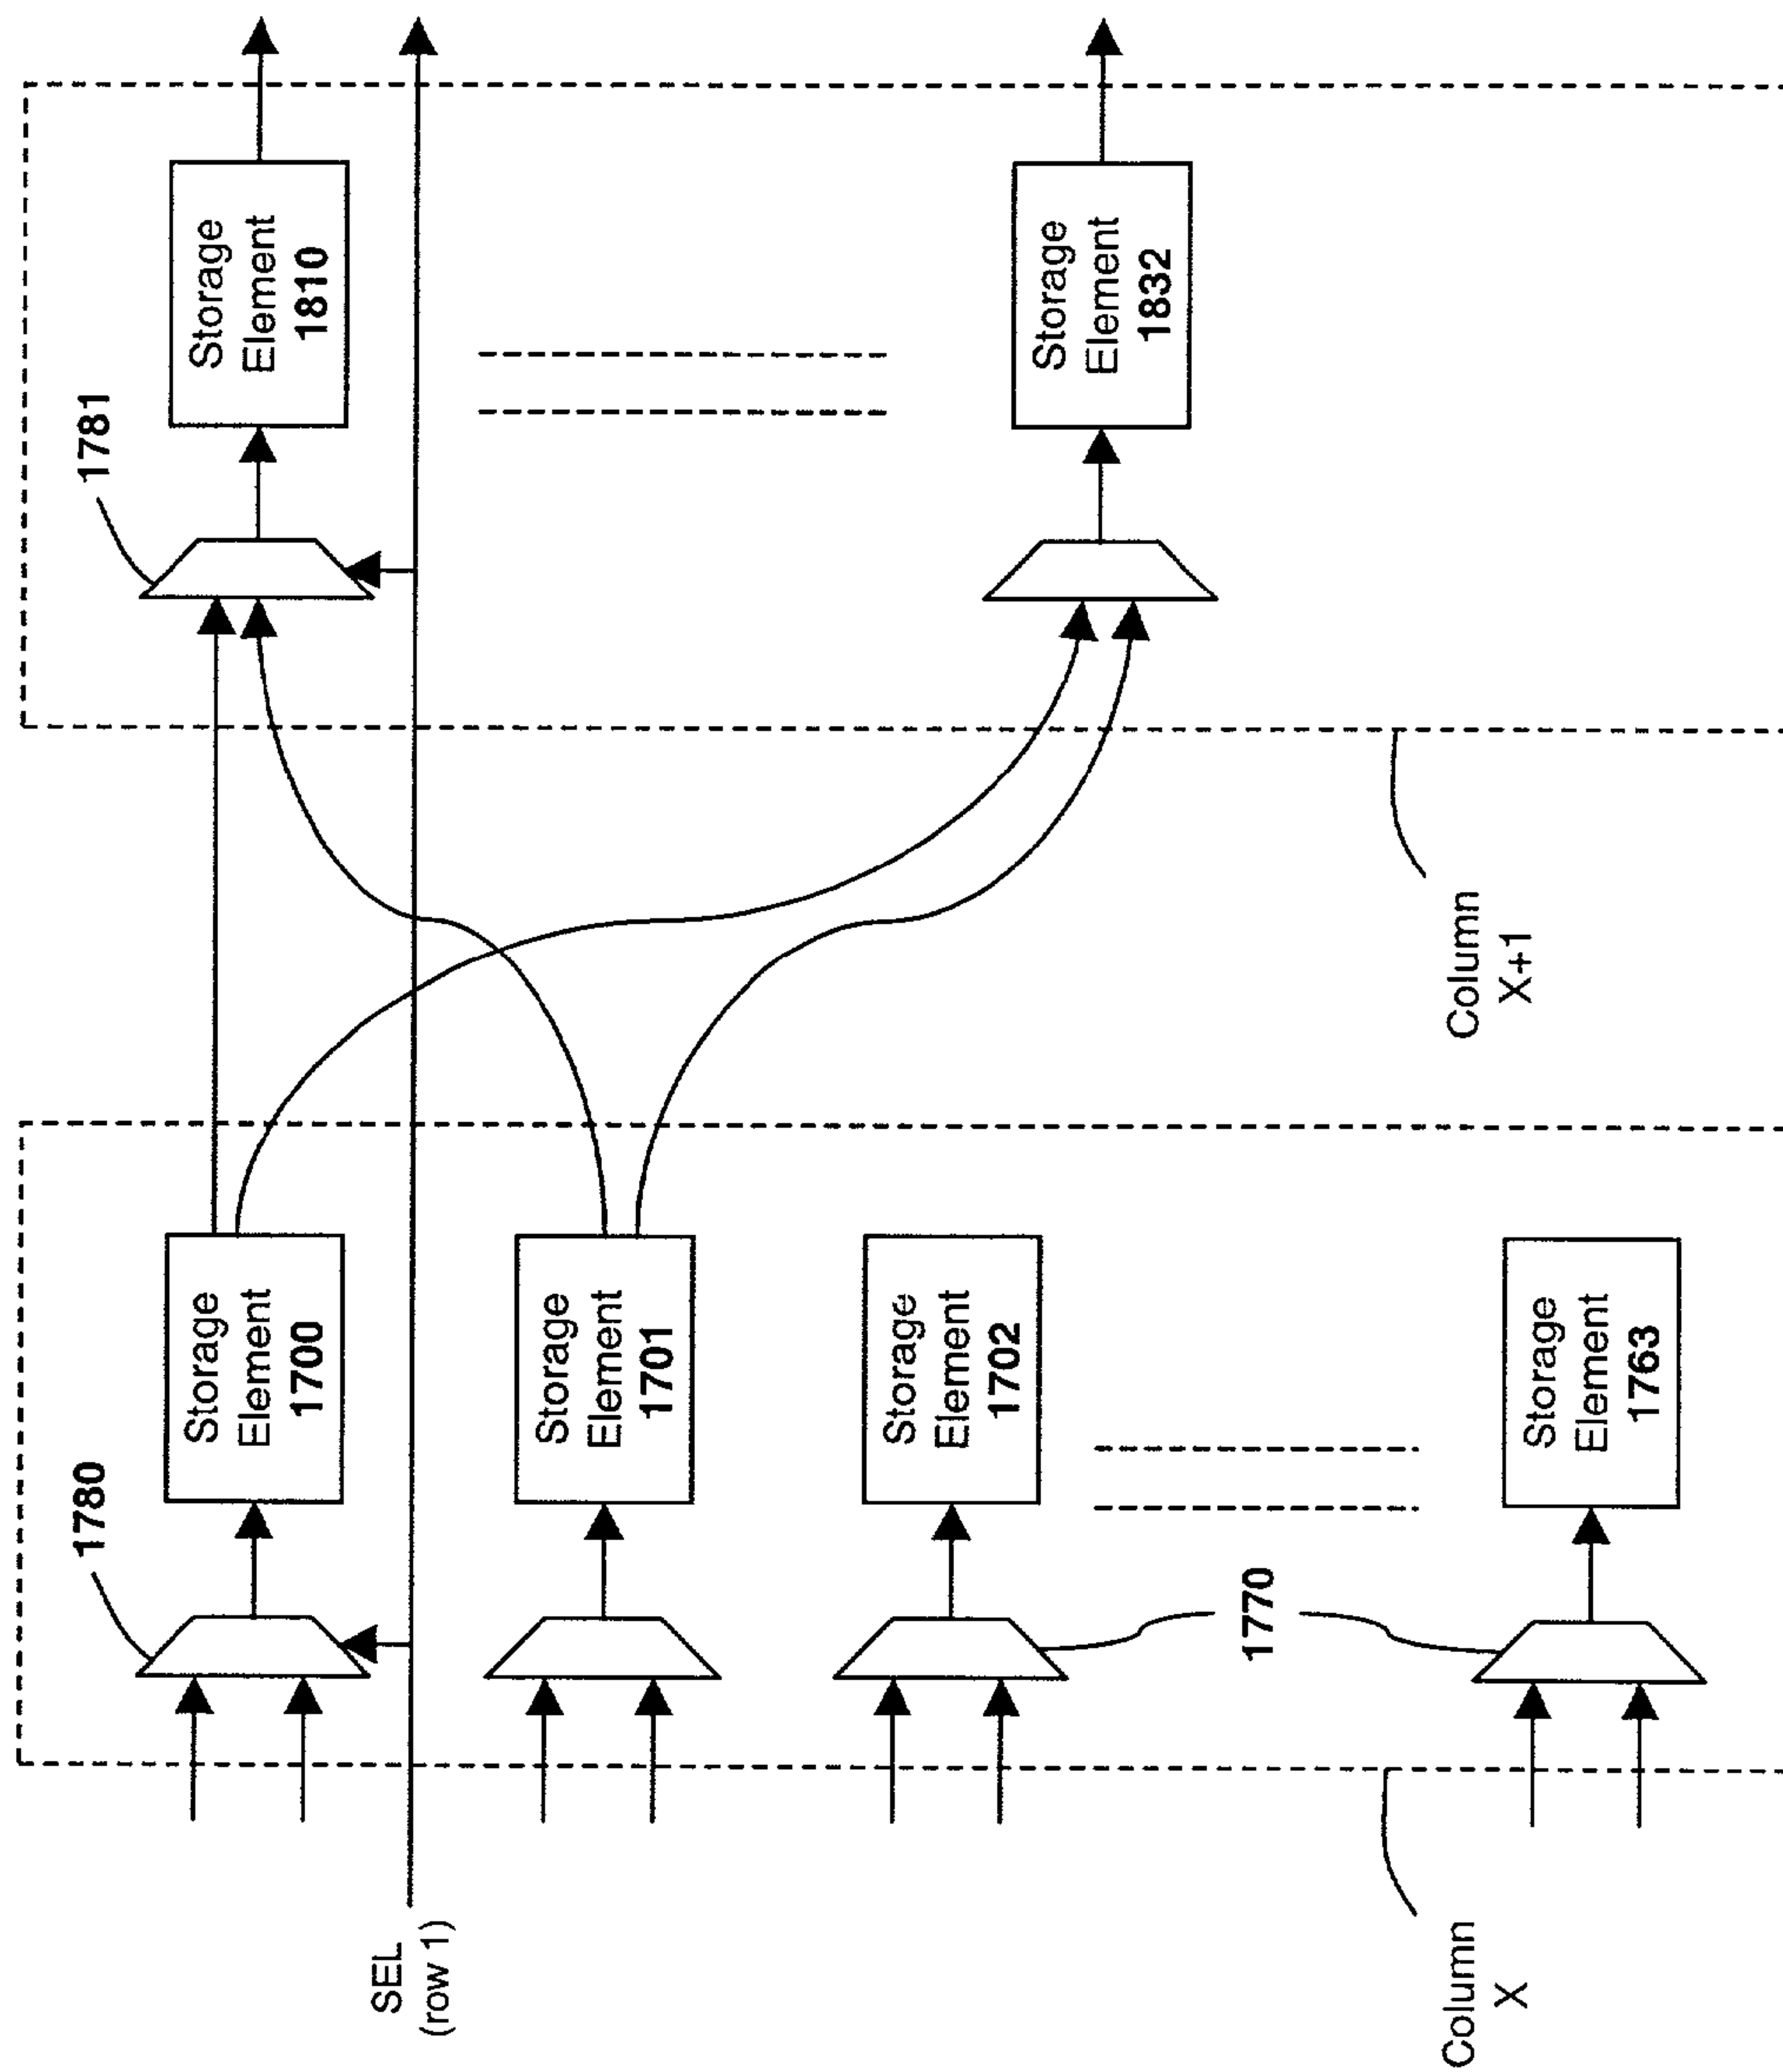 1780
1781
Storage
Element
1700
Storage
Element
1810
SEL
(row 1)
Storage
Element
1701
Storage
Element
1702
Storage
Element
1832
1770
Storage
Element
1763
Column
X
Column
X+1